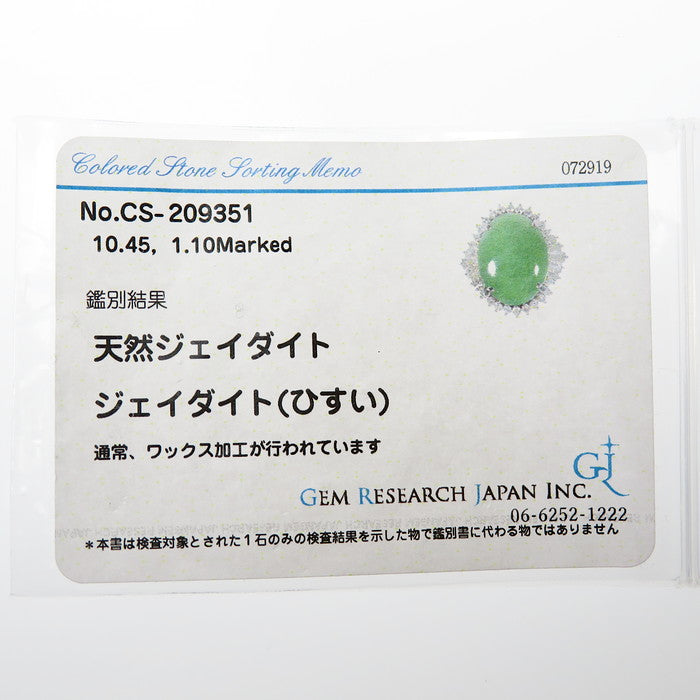 Colored Stone Sorting Memo
072919
No.CS-209351
10.45, 1.10Marked
鑑別結果
天然ジェイダイト
ジェイダイト(ひすい)
通常、ワックス加工が行われています
GJ
GEM RESEARCH JAPAN INC.
06-6252-1222
*本書は検査対象とされた1石のみの検査結果を示した物で鑑別書に代わる物ではありません